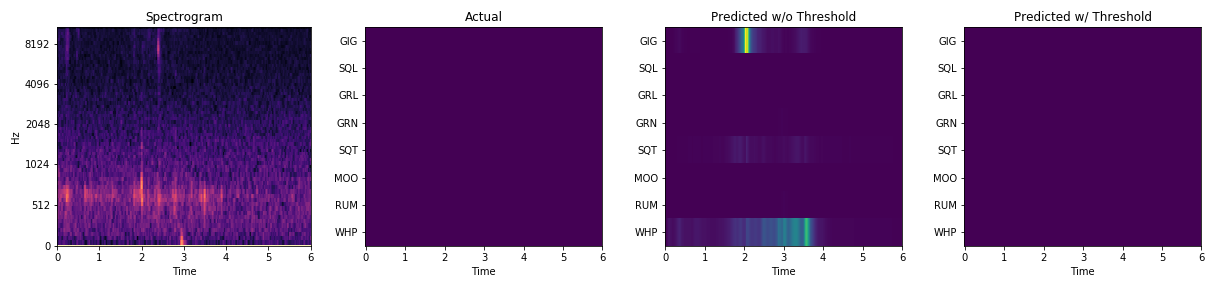 Spectrogram
8192
4096
2048
1024
512
0
Hz
0 1 2 3 4 5 6
Time
Actual
GIG
SQL
GRL
GRN
SQT
MOO
RUM
WHP
0 1 2 3 4 5 6
Time
Predicted w/o Threshold
GIG
SQL
GRL
GRN
SQT
MOO
RUM
WHP
0 1 2 3 4 5 6
Time
Predicted w/ Threshold
GIG
SQL
GRL
GRN
SQT
MOO
RUM
WHP
0 1 2 3 4 5 6
Time